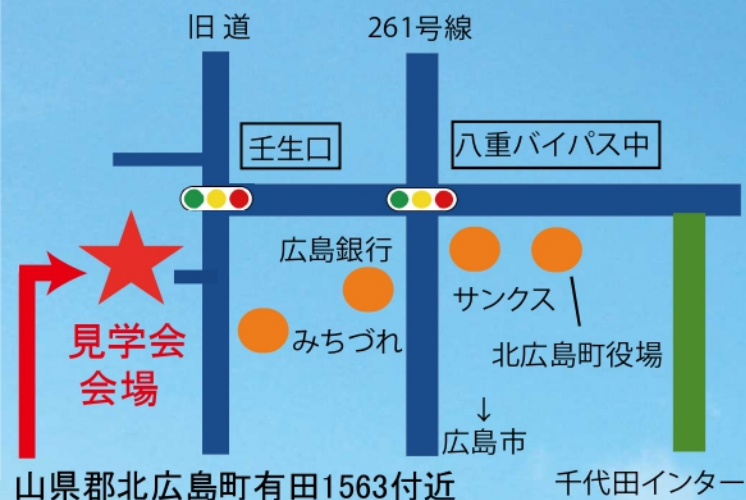 旧道
261号線
壬生口
八重バイパス中
広島銀行
サンクス
みちづれ
北広島町役場
見学会
会場
↓
広島市
山県郡北広島町有田1563付近
千代田インター